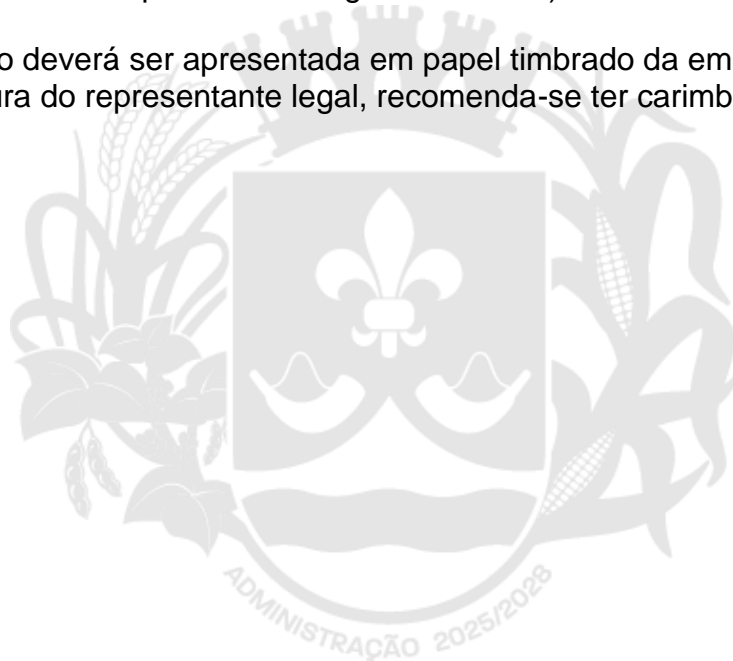 o deverá ser apresentada em papel timbrado da em
ura do representante legal, recomenda-se ter carimb
ADMINISTRAÇÃO 2025/2028